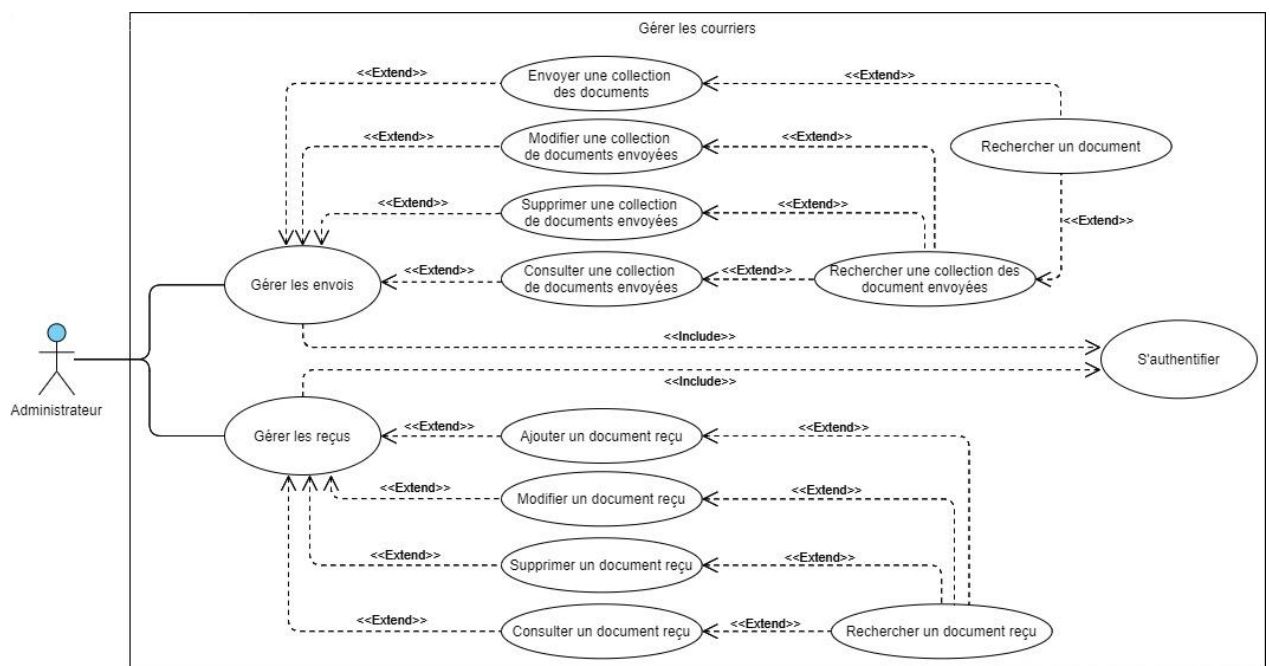 Gérer les courriers
<<Extend>>
Envoyer une collection
des documents
<<Extend>>
<<Extend>>
Modifier une collection
de documents envoyées
<<Extend>>
Rechercher un document
<<Extend>>
Supprimer une collection
de documents envoyées
<<Extend>>
<<Extend>>
Gérer les envois
<<Extend>>
Consulter une collection
de documents envoyées
<<Extend>>
Rechercher une collection des
document envoyées
<<Include>>
S'authentifier
<<Include>>
Administrateur
Gérer les reçus
<<Extend>>
Ajouter un document reçu
<<Extend>>
<<Extend>>
Modifier un document reçu
<<Extend>>
<<Extend>>
Supprimer un document reçu
<<Extend>>
<<Extend>>
Consulter un document reçu
<<Extend>>
Rechercher un document reçu